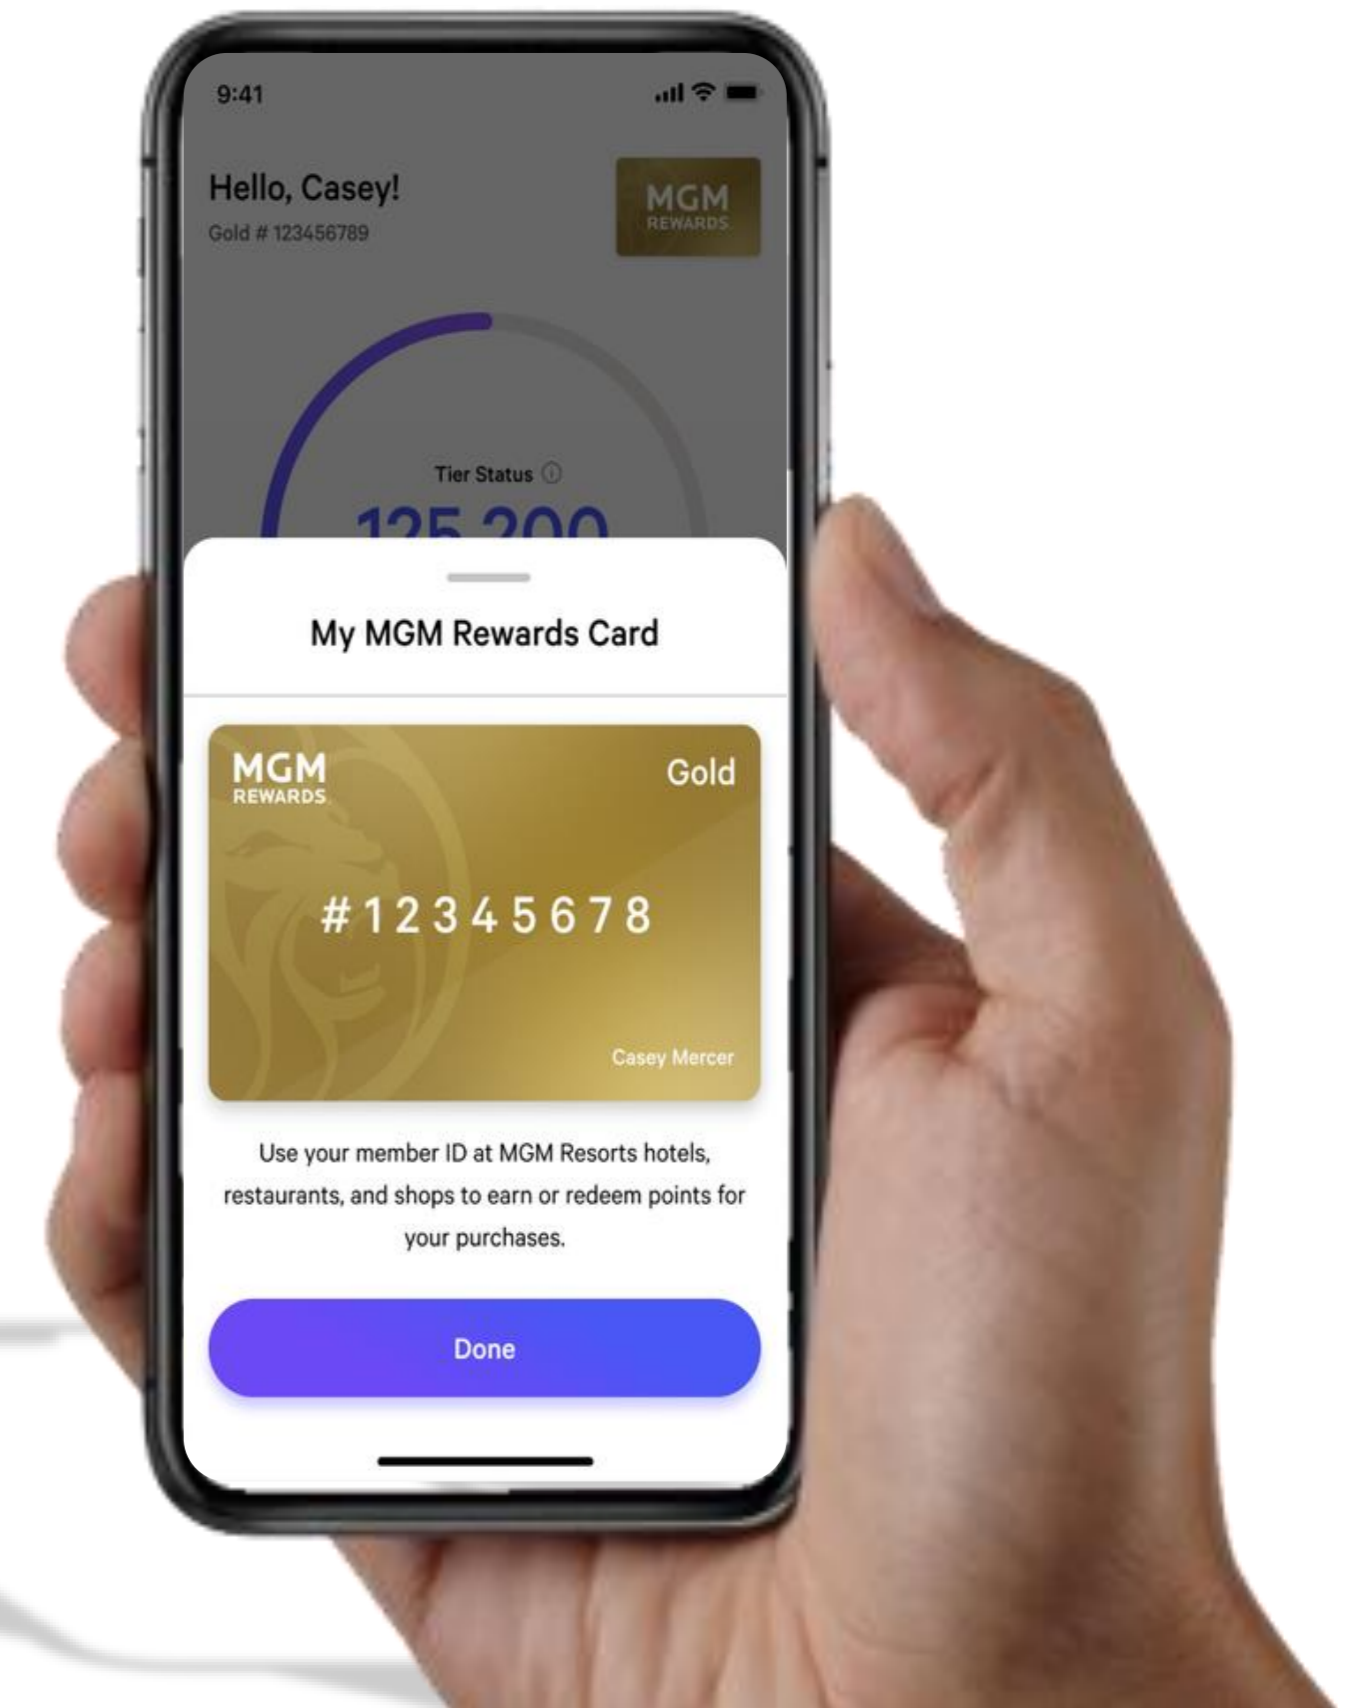 9:41
Hello, Casey!
Gold # 123456789
MGM
REWARDS
Tier Status
125,200
My MGM Rewards Card
MGM
REWARDS
Gold
#12345678
Casey Mercer
Use your member ID at MGM Resorts hotels,
restaurants, and shops to earn or redeem points for
your purchases.
Done